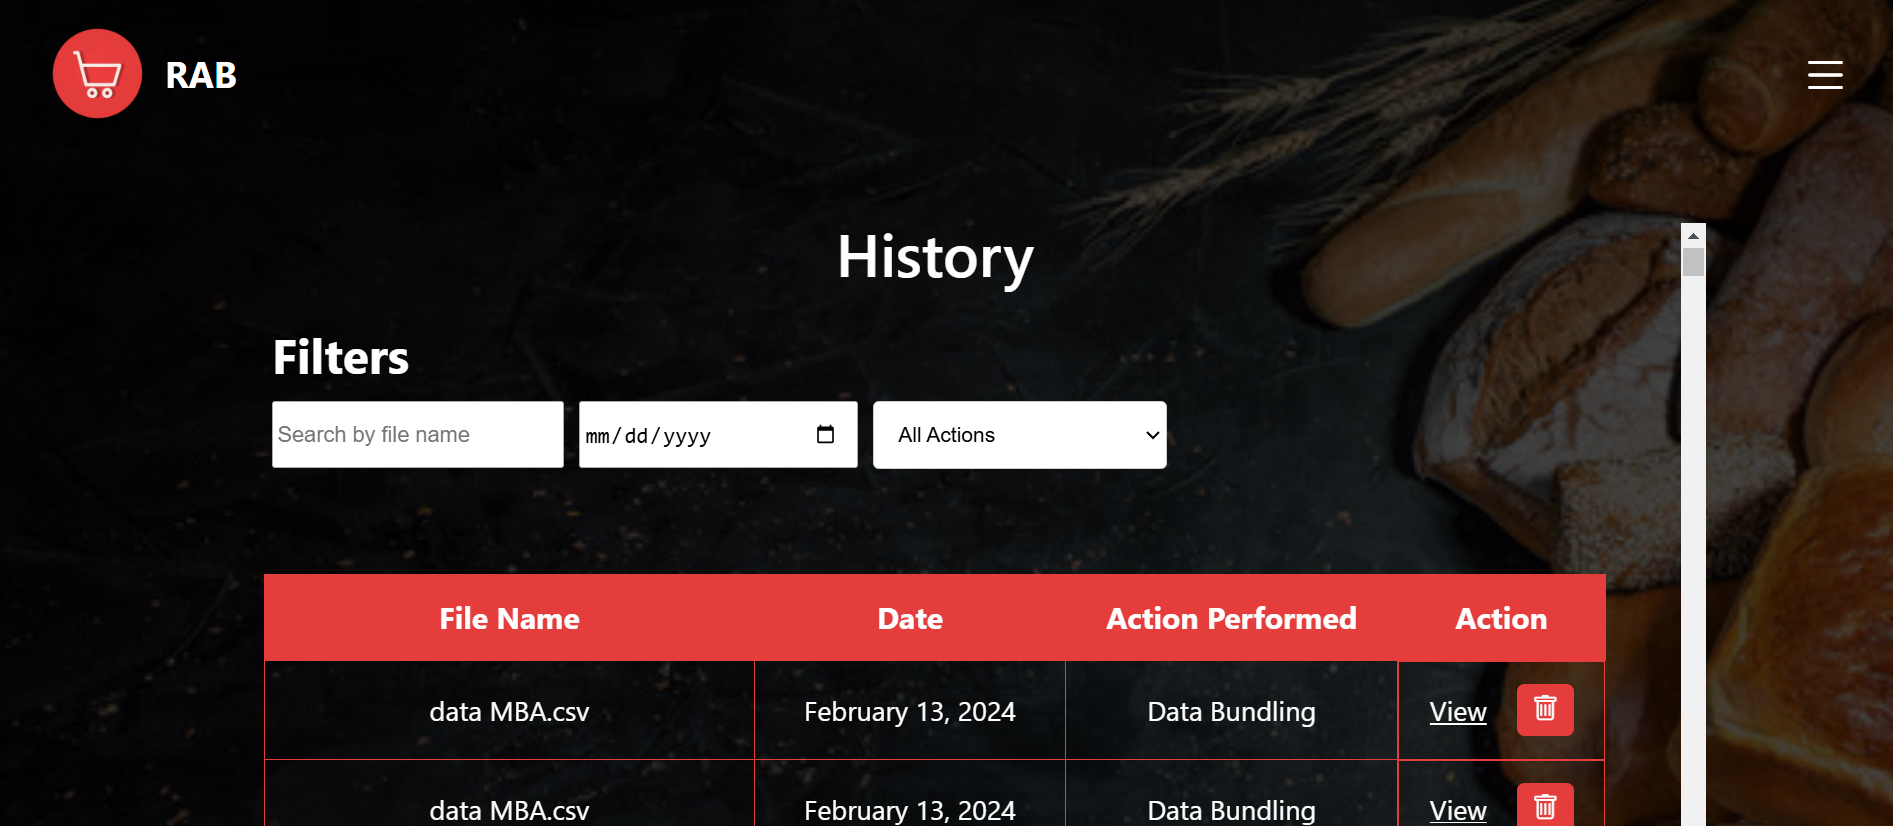 RAB
History
Filters
Search by file name mm/dd/yyyy All Actions
File Name Date Action Performed Action
data MBA.csv February 13, 2024 Data Bundling View
data MBA.csv February 13, 2024 Data Bundling View